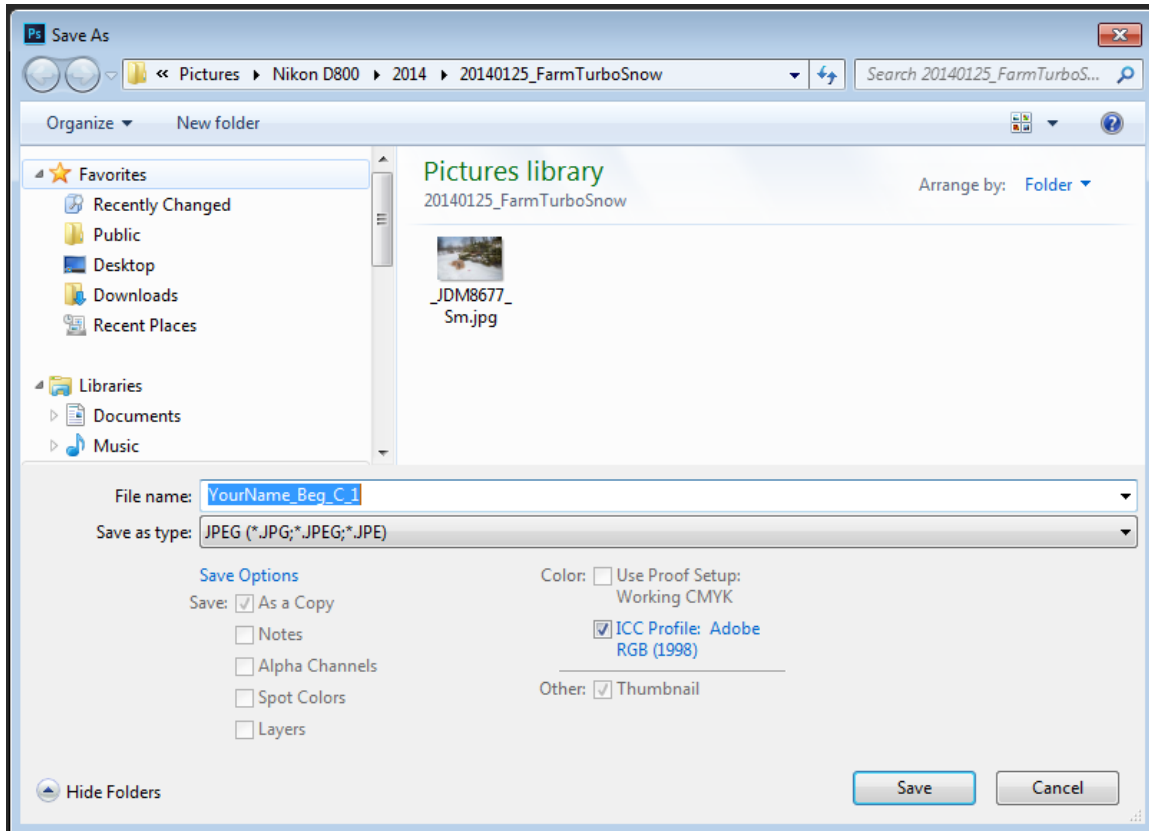 Ps Save As
« Pictures Nikon D800 2014 20140125_FarmTurboSnow
Search 20140125_FarmTurboS...
Organize New folder
?
Favorites
Recently Changed
Public
Desktop
Downloads
Recent Places
Libraries
Documents
Music
Pictures library
20140125_FarmTurboSnow
Arrange by: Folder
_JDM8677_
Sm.jpg
File name: YourName_Beg_C_1
Save as type: JPEG (*.JPG;*.JPEG;*.JPE)
Save Options
Save: As a Copy
Notes
Alpha Channels
Spot Colors
Layers
Color: Use Proof Setup:
Working CMYK
ICC Profile: Adobe
RGB (1998)
Other: Thumbnail
Hide Folders
Save Cancel